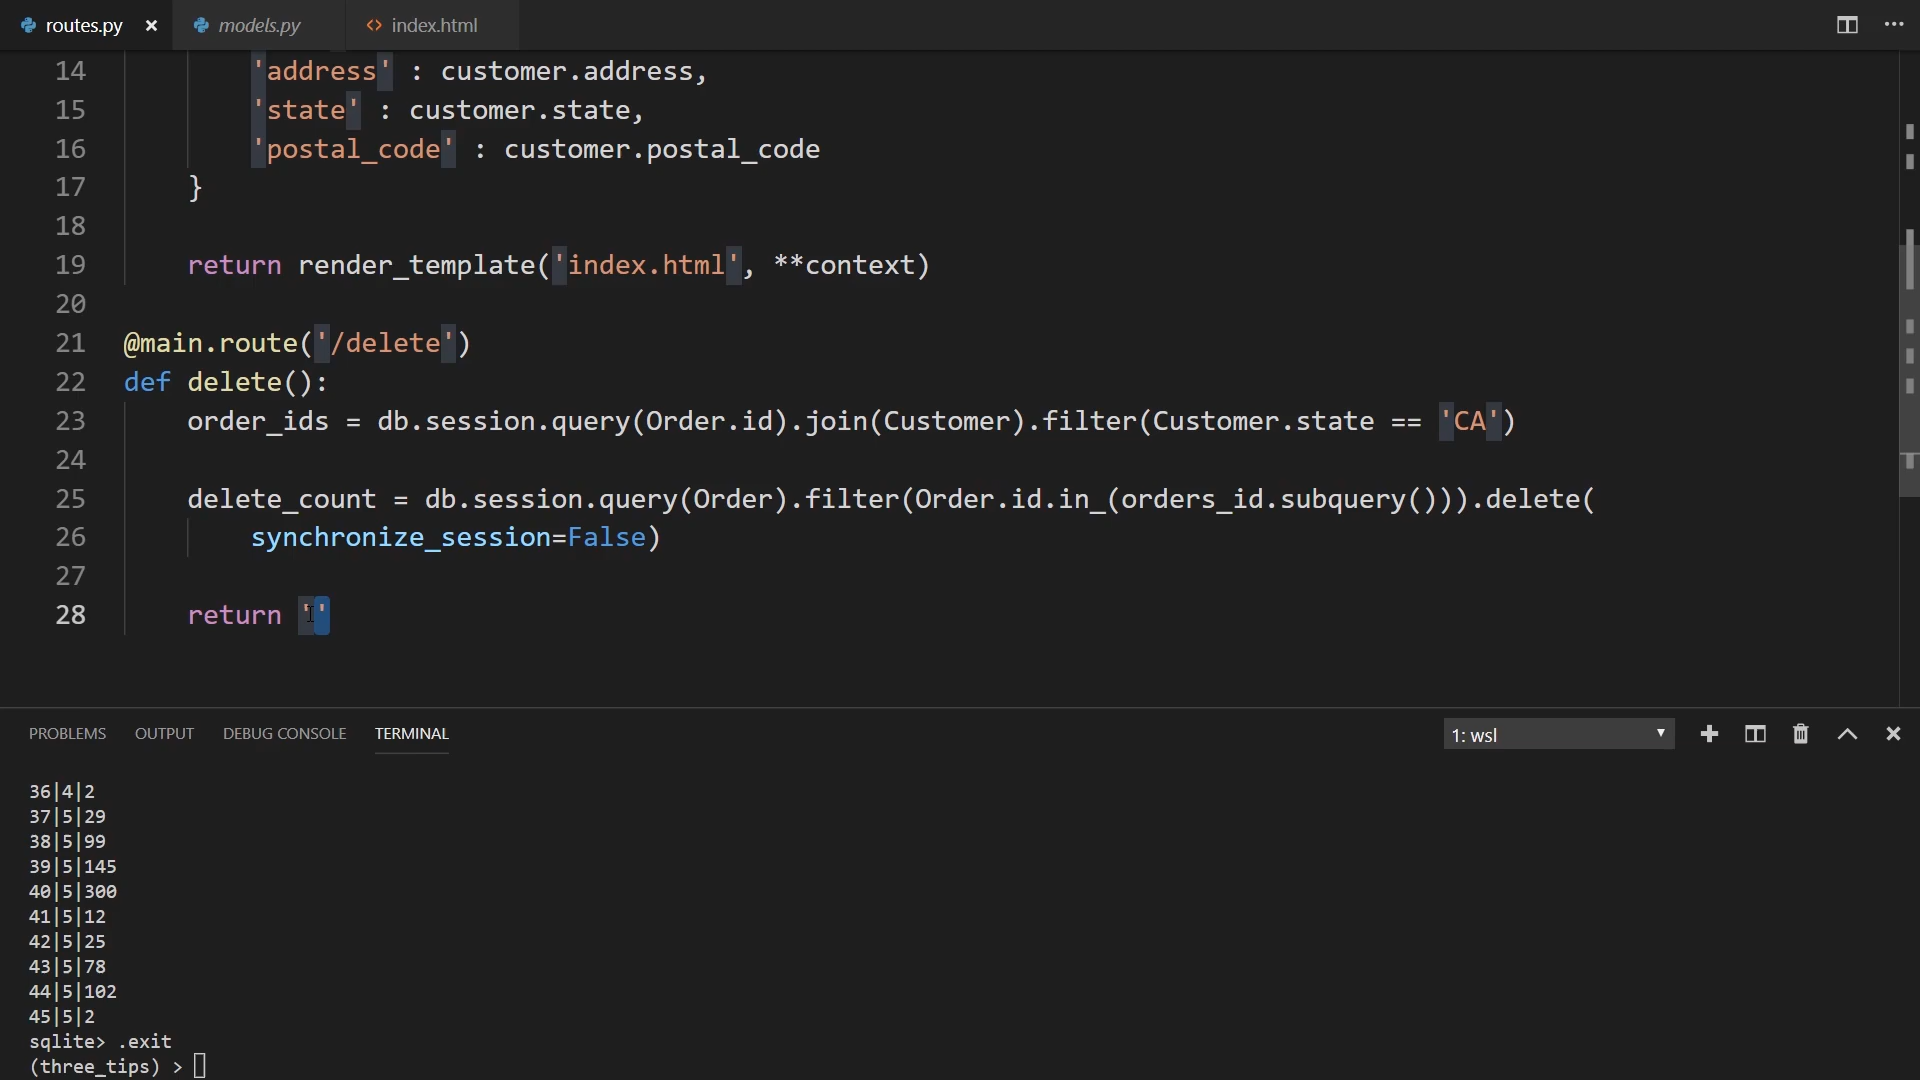 routes.py models.py index.html
14 'address' : customer.address,
15 'state' : customer.state,
16 'postal_code' : customer.postal_code
17 }
18
19 return render_template('index.html', **context)
20
21 @main.route('/delete')
22 def delete():
23 order_ids = db.session.query(Order.id).join(Customer).filter(Customer.state == 'CA')
24
25 delete_count = db.session.query(Order).filter(Order.id.in_(orders_id.subquery())).delete(
26 synchronize_session=False)
27
28 return ''
PROBLEMS OUTPUT DEBUG CONSOLE TERMINAL 1: wsl
36|4|2
37|5|29
38|5|99
39|5|145
40|5|300
41|5|12
42|5|25
43|5|78
44|5|102
45|5|2
sqlite> .exit
(three_tips) >